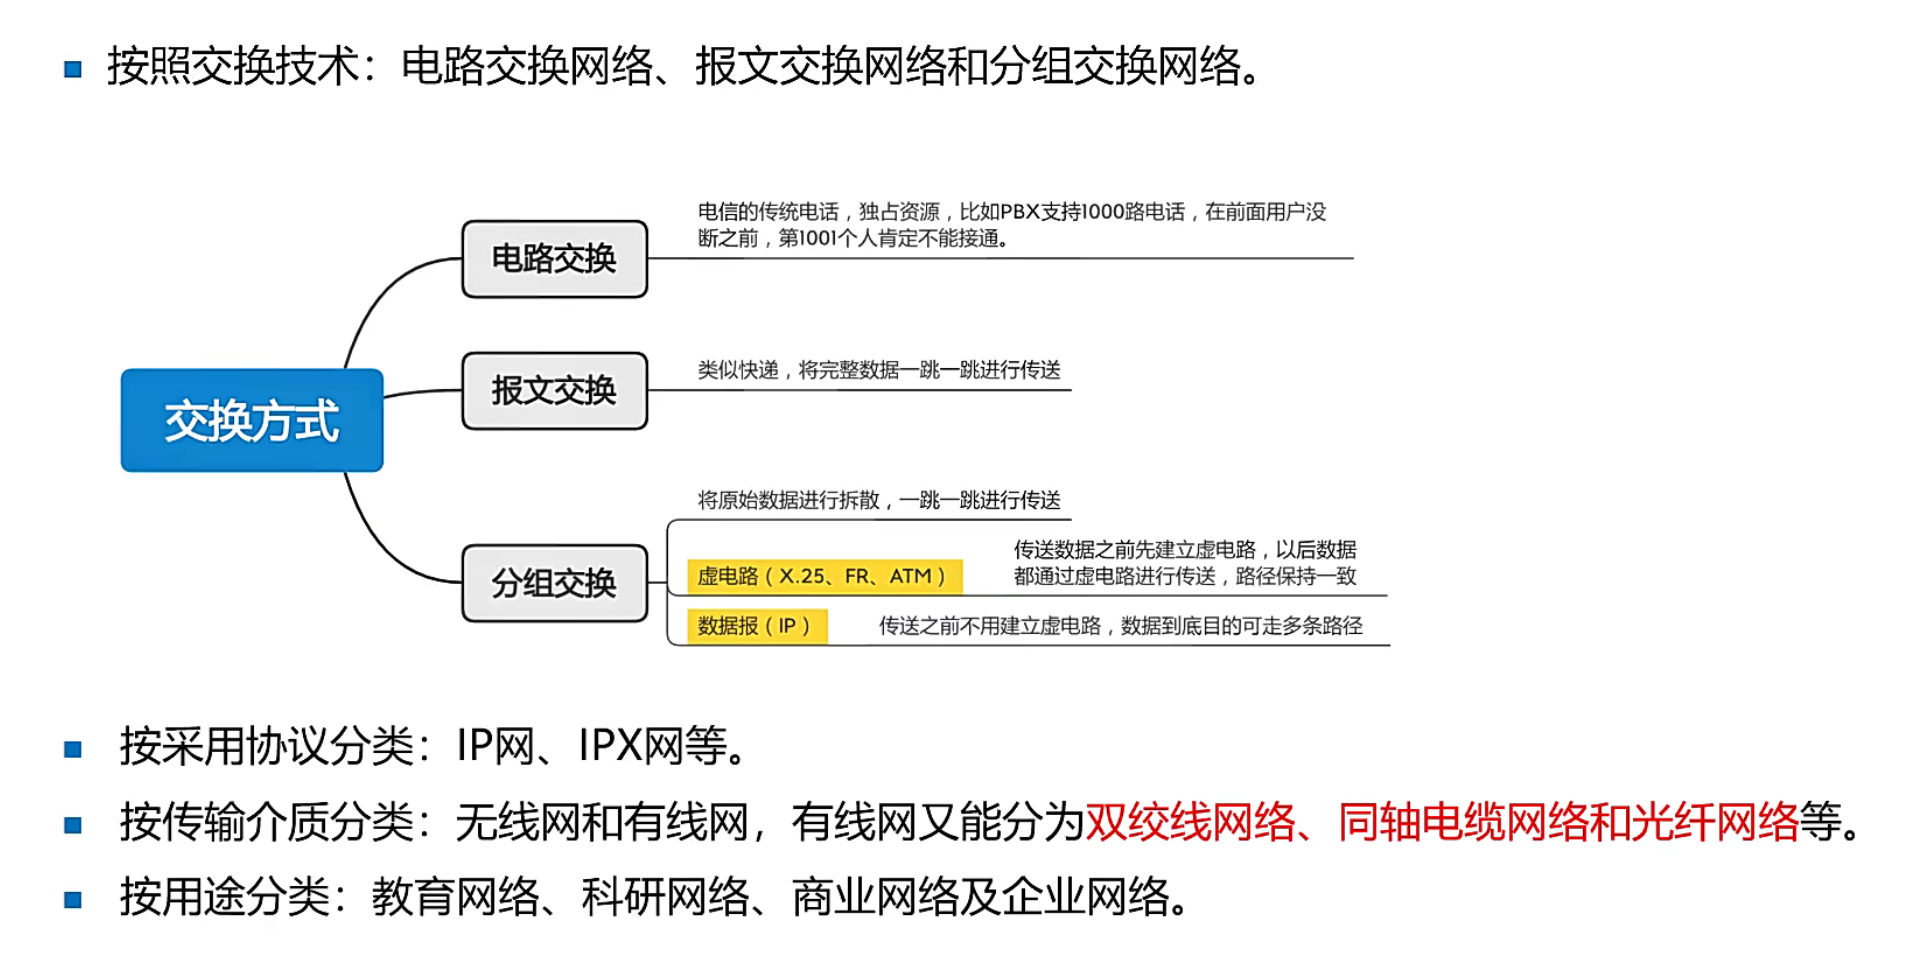 按照交换技术：电路交换网络、报文交换网络和分组交换网络。
交换方式
电路交换
电信的传统电话，独占资源，比如PBX支持1000路电话，在前面用户没
断之前，第1001个人肯定不能接通。
报文交换
类似快递，将完整数据一跳一跳进行传送
分组交换
将原始数据进行拆散，一跳一跳进行传送
虚电路（X.25、FR、ATM）
传送数据之前先建立虚电路，以后数据
都通过虚电路进行传送，路径保持一致
数据报（IP）
传送之前不用建立虚电路，数据到底目的可走多条路径
按采用协议分类：IP网、IPX网等。
按传输介质分类：无线网和有线网，有线网又能分为双绞线网络、同轴电缆网络和光纤网络等。
按用途分类：教育网络、科研网络、商业网络及企业网络。